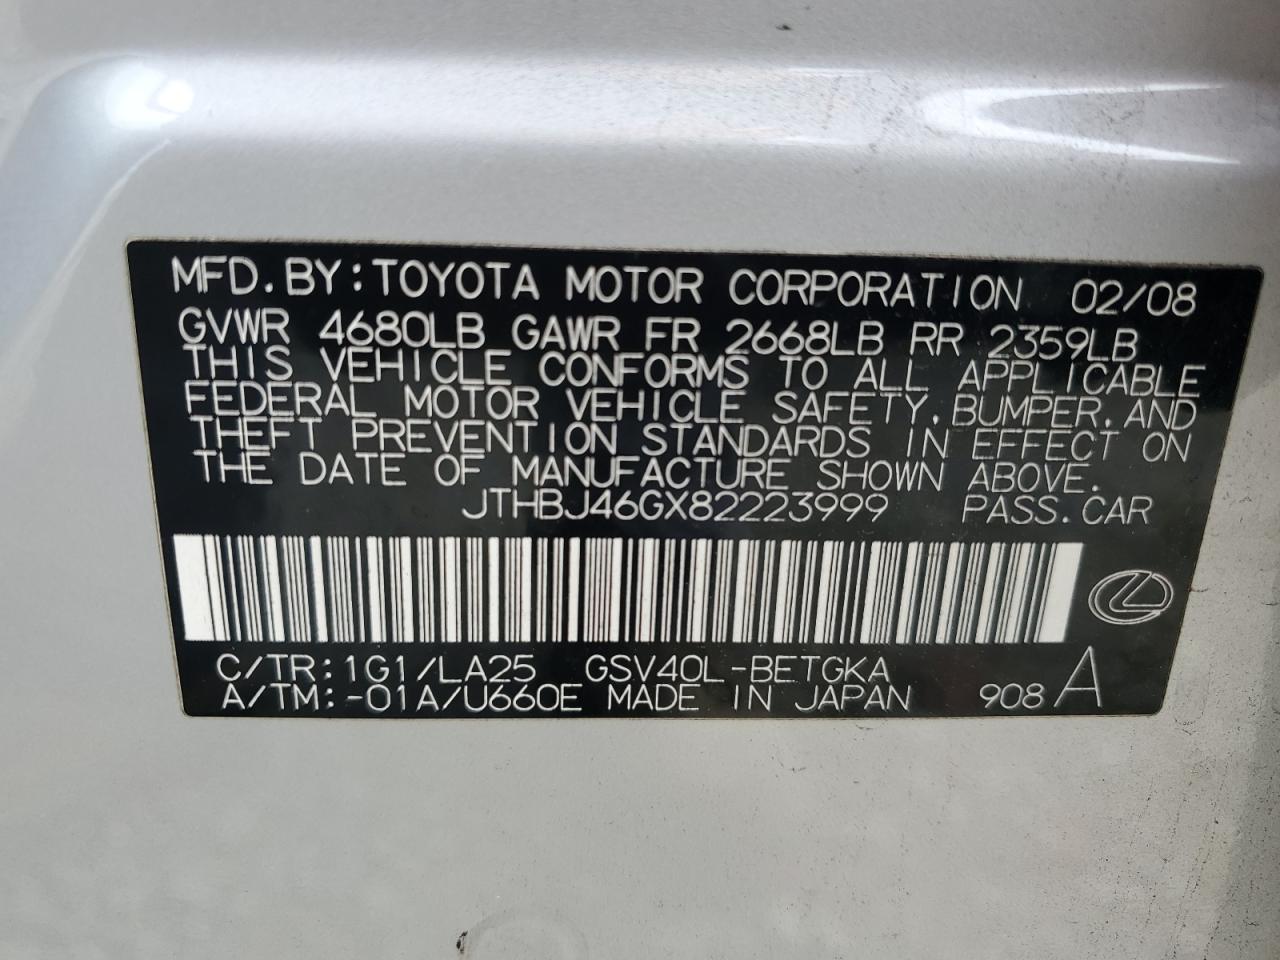 MFD.BY:TOYOTA MOTOR CORPORATION 02/08
GVWR 4680LB GAWR FR 2668LB RR 2359LB
THIS VEHICLE CONFORMS TO ALL APPLICABLE
FEDERAL MOTOR VEHICLE SAFETY,BUMPER,AND
THEFT PREVENTION STANDARDS IN EFFECT ON
THE DATE OF MANUFACTURE SHOWN ABOVE.
JTHBJ46GX82223999 PASS.CAR
C/TR:1G1/LA25 GSV40L-BETGKA
A/TM:-01A/U660E MADE IN JAPAN 908 A